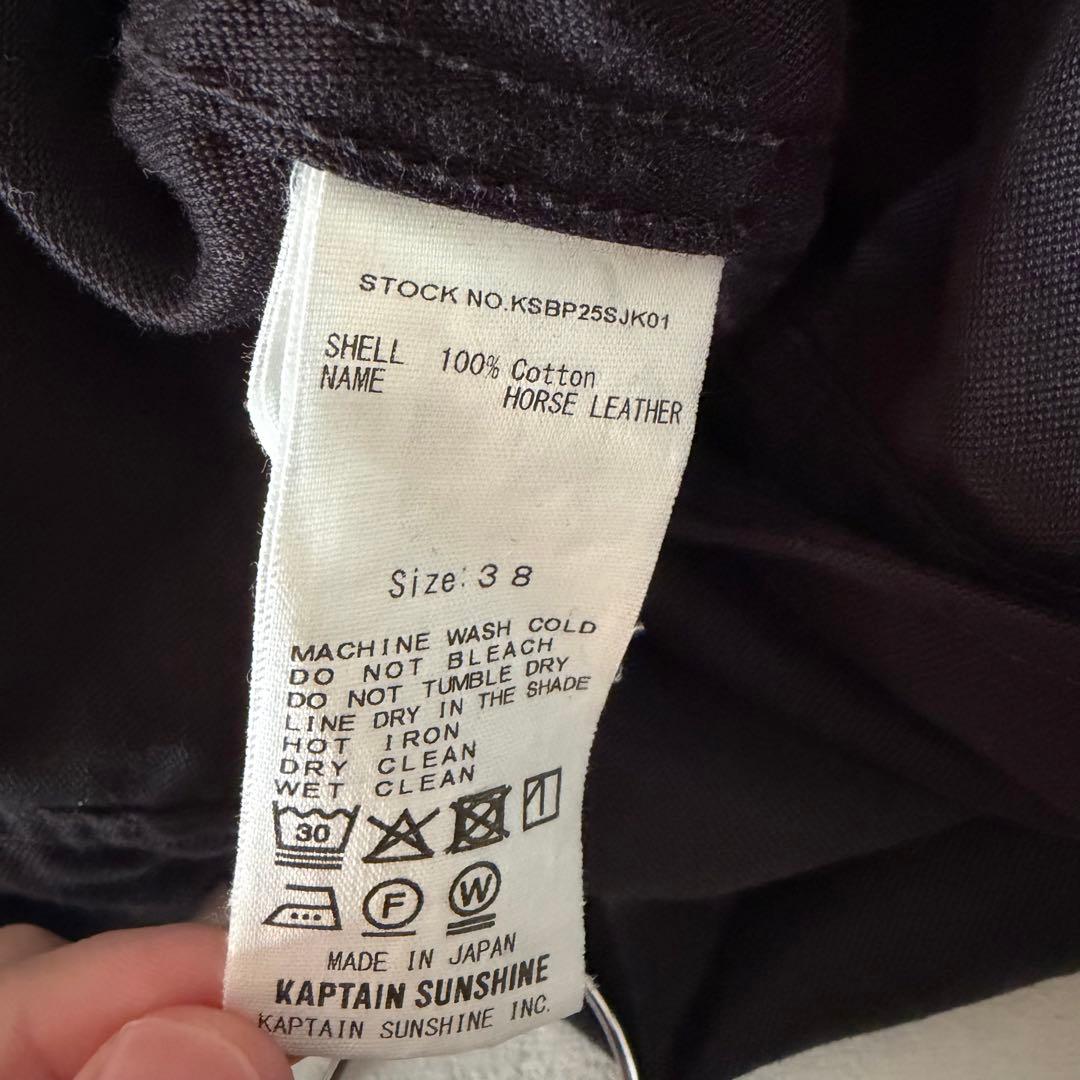 STOCK NO.KSBP25SJK01
SHELL 100% Cotton
NAME HORSE LEATHER
Size:38
MACHINE WASH COLD
DO NOT BLEACH
DO NOT TUMBLE DRY
LINE DRY IN THE SHADE
HOT IRON
DRY CLEAN
WET CLEAN
30
F W
MADE IN JAPAN
KAPTAIN SUNSHINE
KAPTAIN SUNSHINE INC.